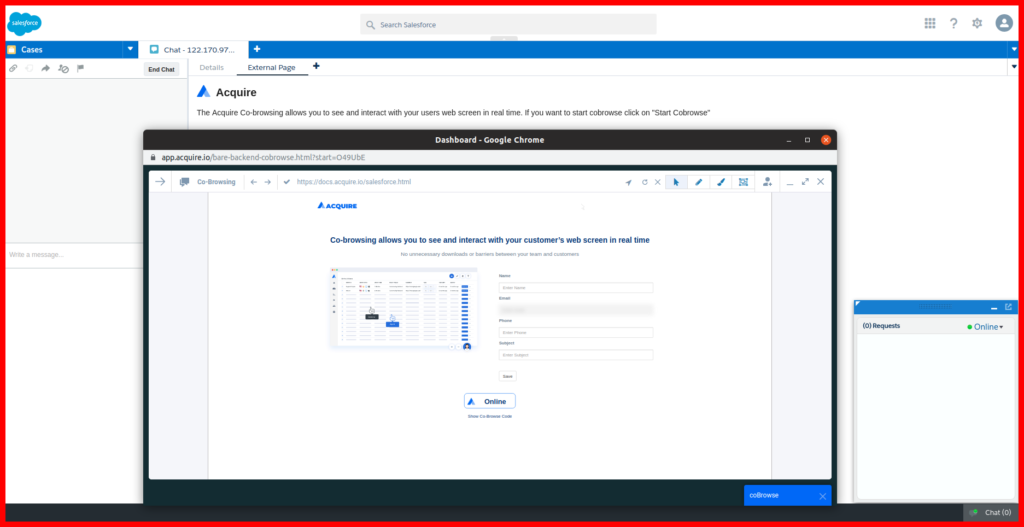 salesforce
Search Salesforce
?
Cases
Chat - 122.170.97...
+
End Chat
Details
External Page
+
Acquire
The Acquire Co-browsing allows you to see and interact with your users web screen in real time. If you want to start cobrowse click on "Start Cobrowse"
Dashboard - Google Chrome
app.acquire.io/bare-backend-cobrowse.html?start=O49UbE
Co-Browsing
https://docs.acquire.io/salesforce.html
ACQUIRE
Co-browsing allows you to see and interact with your customer's web screen in real time
No unnecessary downloads or barriers between your team and customers
Name
Enter Name
Email
Phone
Enter Phone
Subject
Enter Subject
Save
Online
Show Co-Browse Code
Write a message...
(0) Requests
Online
coBrowse
Chat (0)